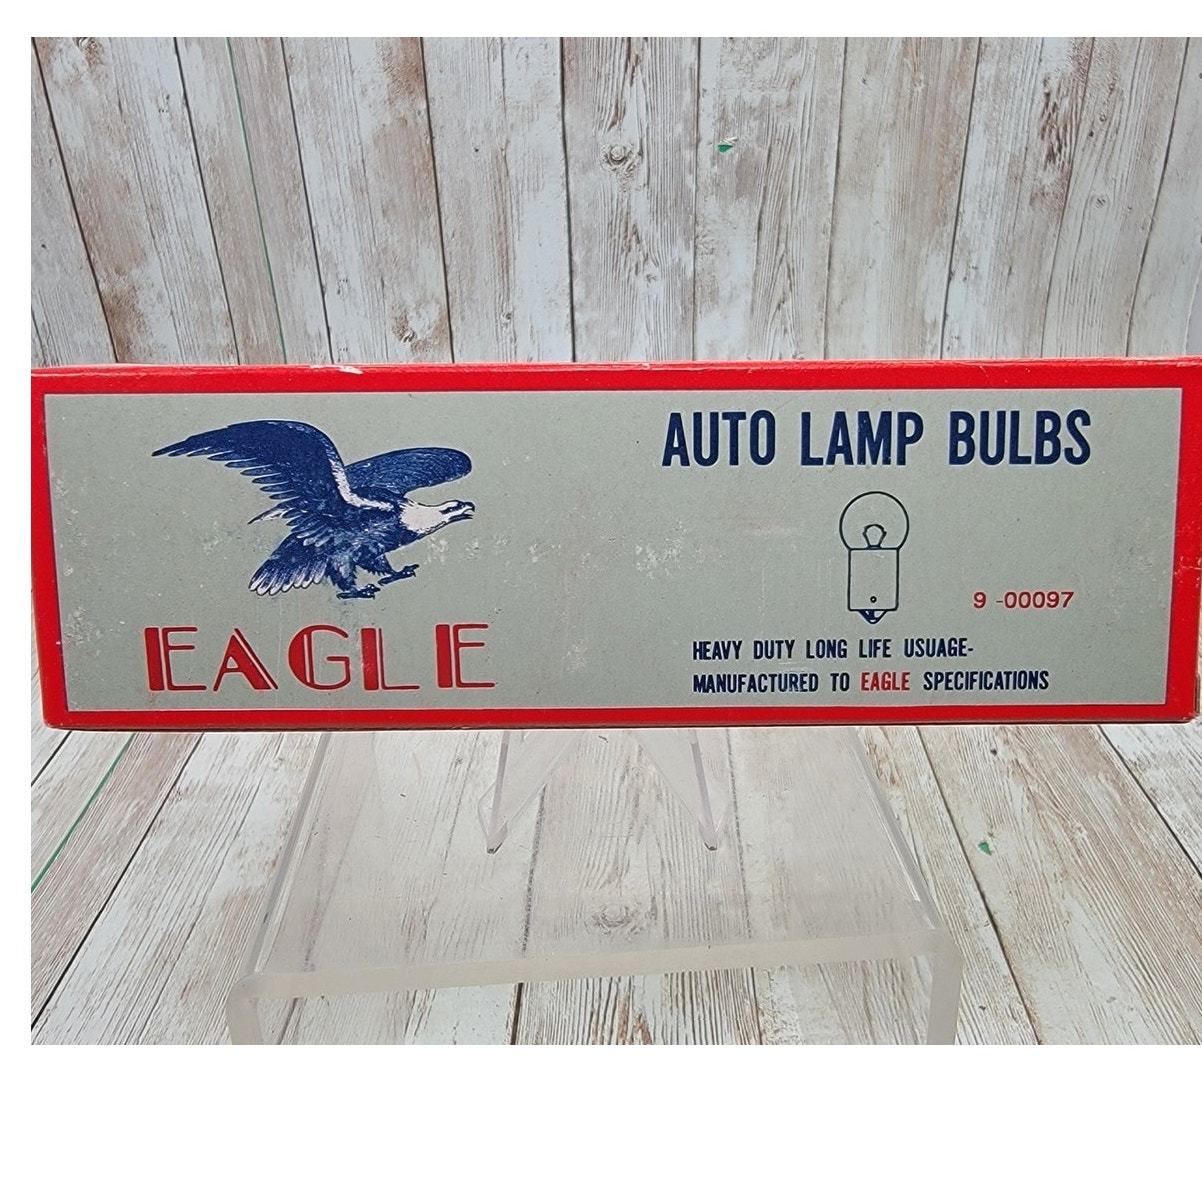 EAGLE
AUTO LAMP BULBS
9-00097
HEAVY DUTY LONG LIFE USUAGE-
MANUFACTURED TO EAGLE SPECIFICATIONS